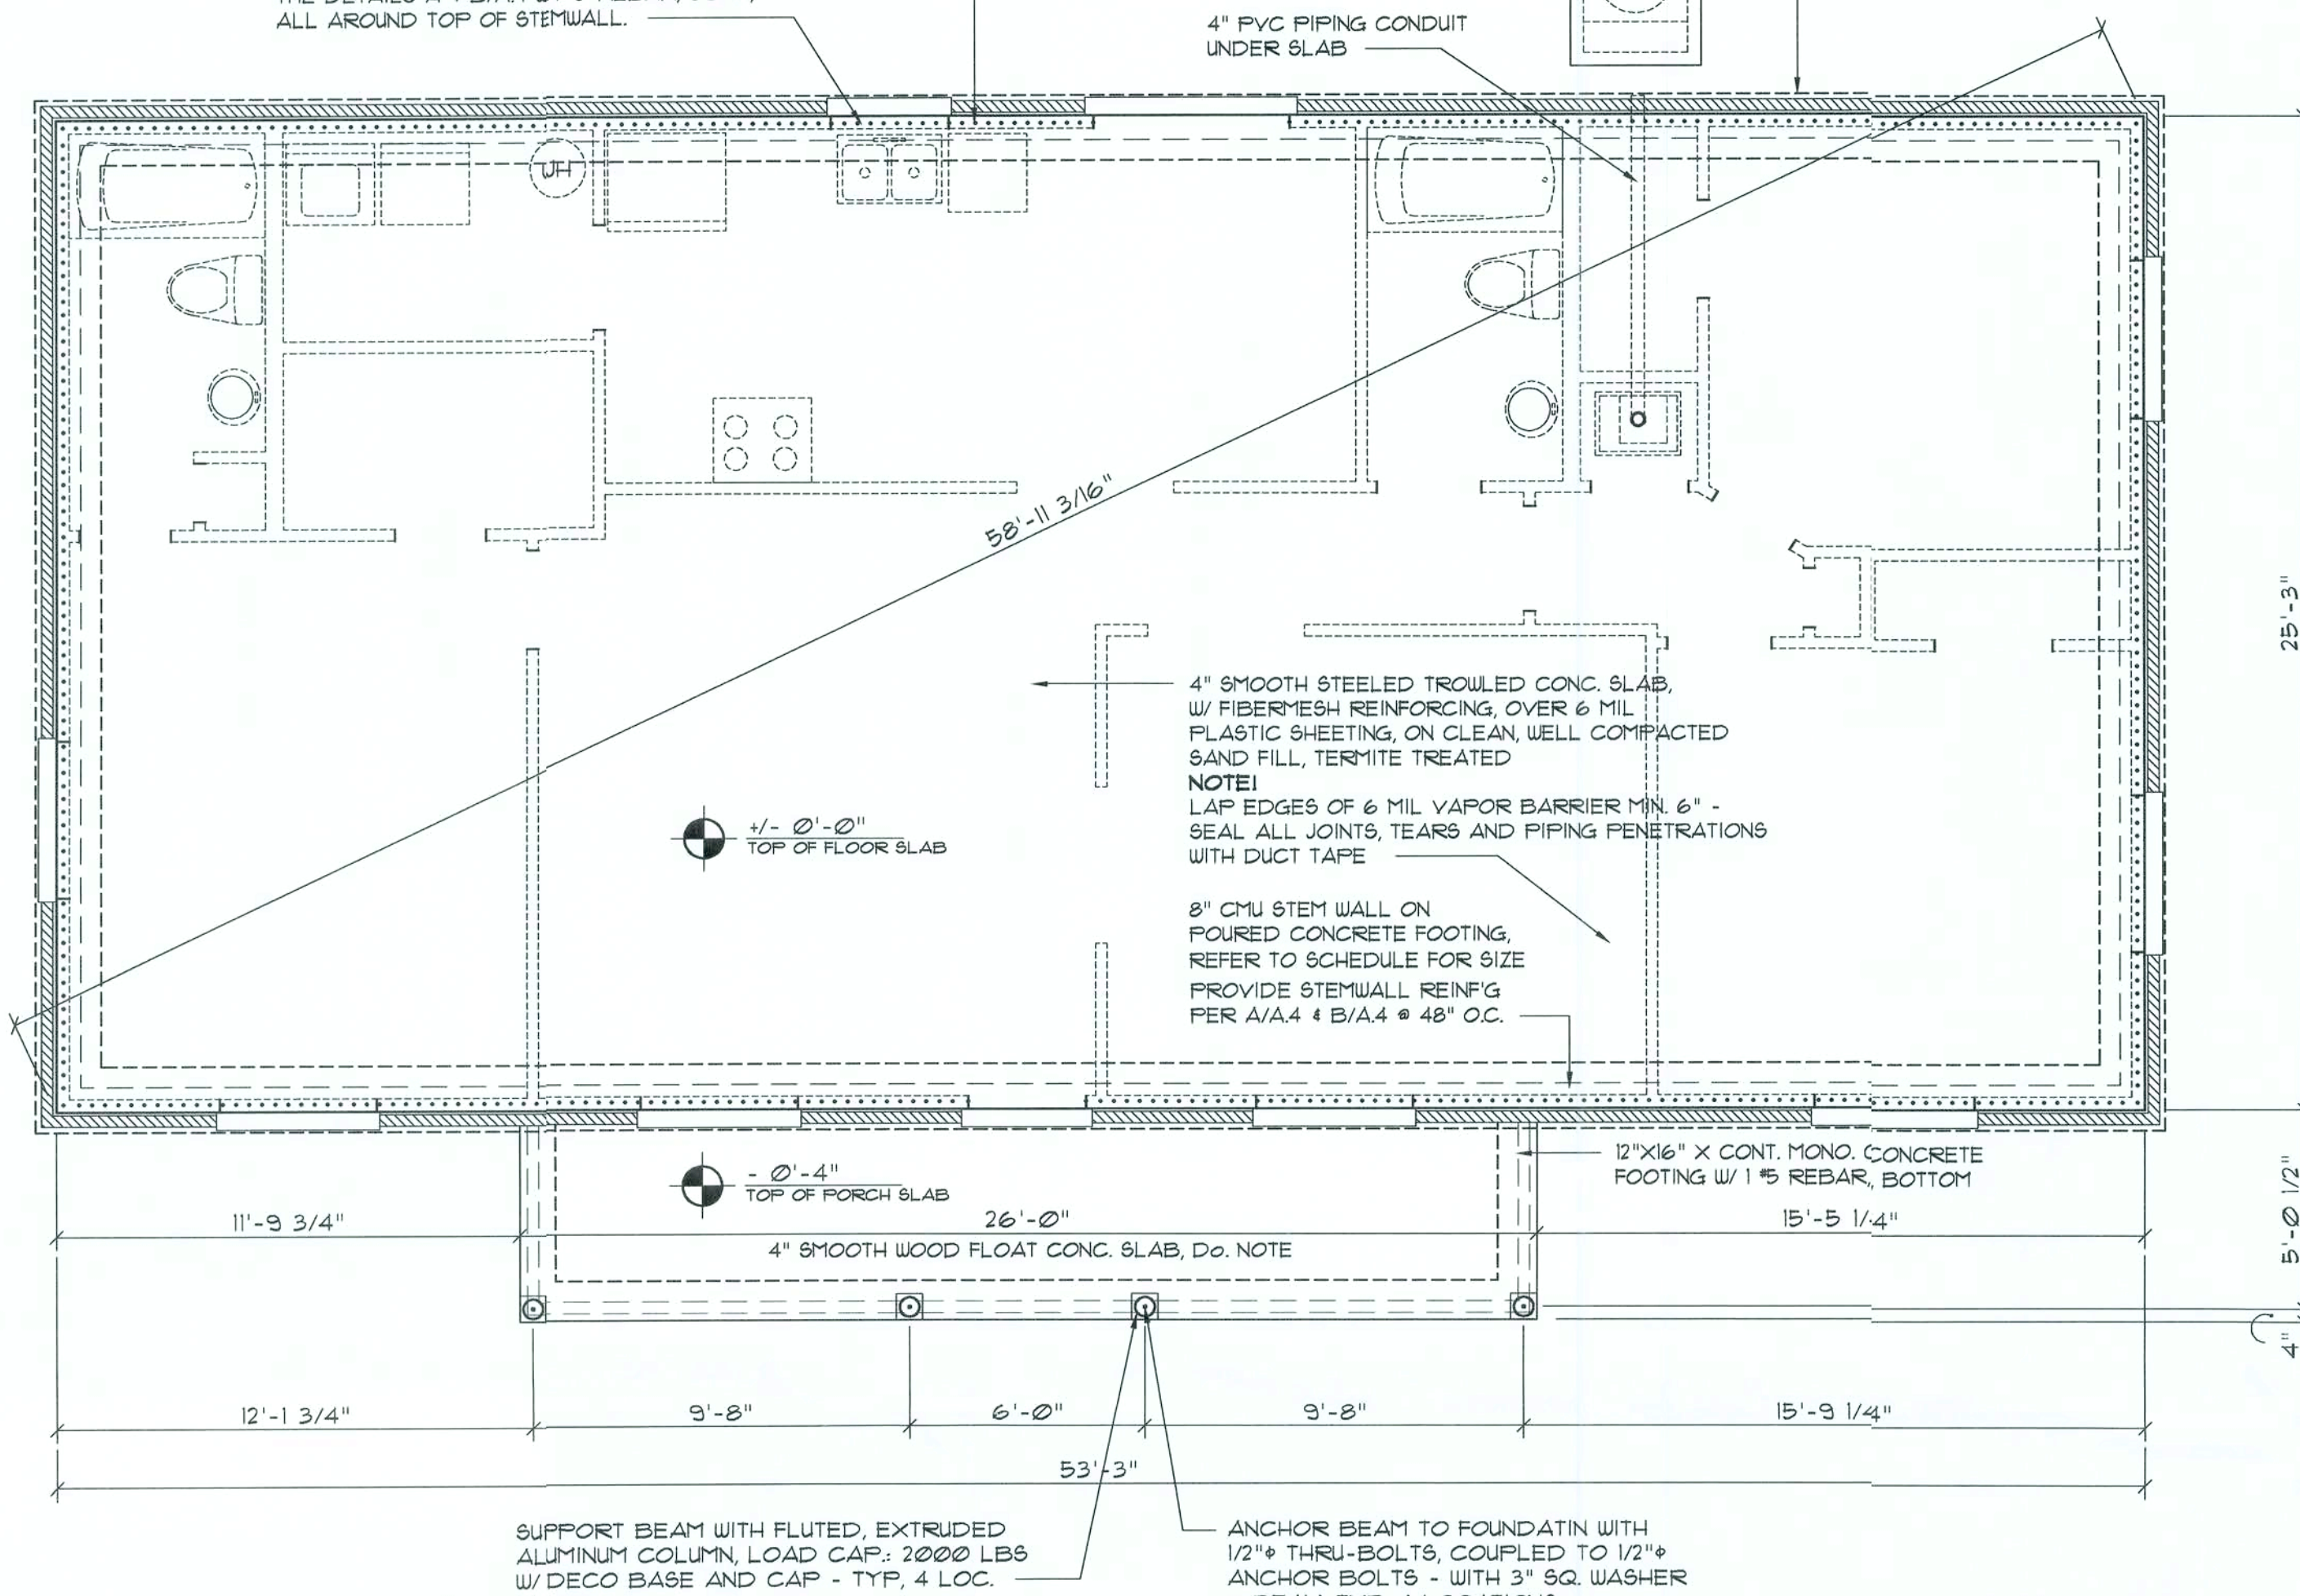 ALL AROUND TOP OF STEMWALL.
4" PVC PIPING CONDUIT
UNDER SLAB
WH
58'-11 3/16"
25'-3"
4" SMOOTH STEELED TROWLED CONC. SLAB,
W/ FIBERMESH REINFORCING, OVER 6 MIL
PLASTIC SHEETING, ON CLEAN, WELL COMPACTED
SAND FILL, TERMITE TREATED
NOTE!
LAP EDGES OF 6 MIL VAPOR BARRIER MIN. 6" -
SEAL ALL JOINTS, TEARS AND PIPING PENETRATIONS
WITH DUCT TAPE
+/- 0'-0"
TOP OF FLOOR SLAB
8" CMU STEM WALL ON
POURED CONCRETE FOOTING,
REFER TO SCHEDULE FOR SIZE
PROVIDE STEMWALL REINF'G
PER A/A.4 & B/A.4 @ 48" O.C.
12"X16" X CONT. MONO. CONCRETE
FOOTING W/ 1 #5 REBAR, BOTTOM
- 0'-4"
TOP OF PORCH SLAB
11'-9 3/4"
26'-0"
15'-5 1/4"
5'-0 1/2"
4" SMOOTH WOOD FLOAT CONC. SLAB, Do. NOTE
4"
12'-1 3/4"
9'-8"
6'-0"
9'-8"
15'-9 1/4"
53'-3"
SUPPORT BEAM WITH FLUTED, EXTRUDED
ALUMINUM COLUMN, LOAD CAP.: 2000 LBS
W/ DECO BASE AND CAP - TYP, 4 LOC.
ANCHOR BEAM TO FOUNDATIN WITH
1/2"ϕ THRU-BOLTS, COUPLED TO 1/2"ϕ
ANCHOR BOLTS - WITH 3" SQ. WASHER